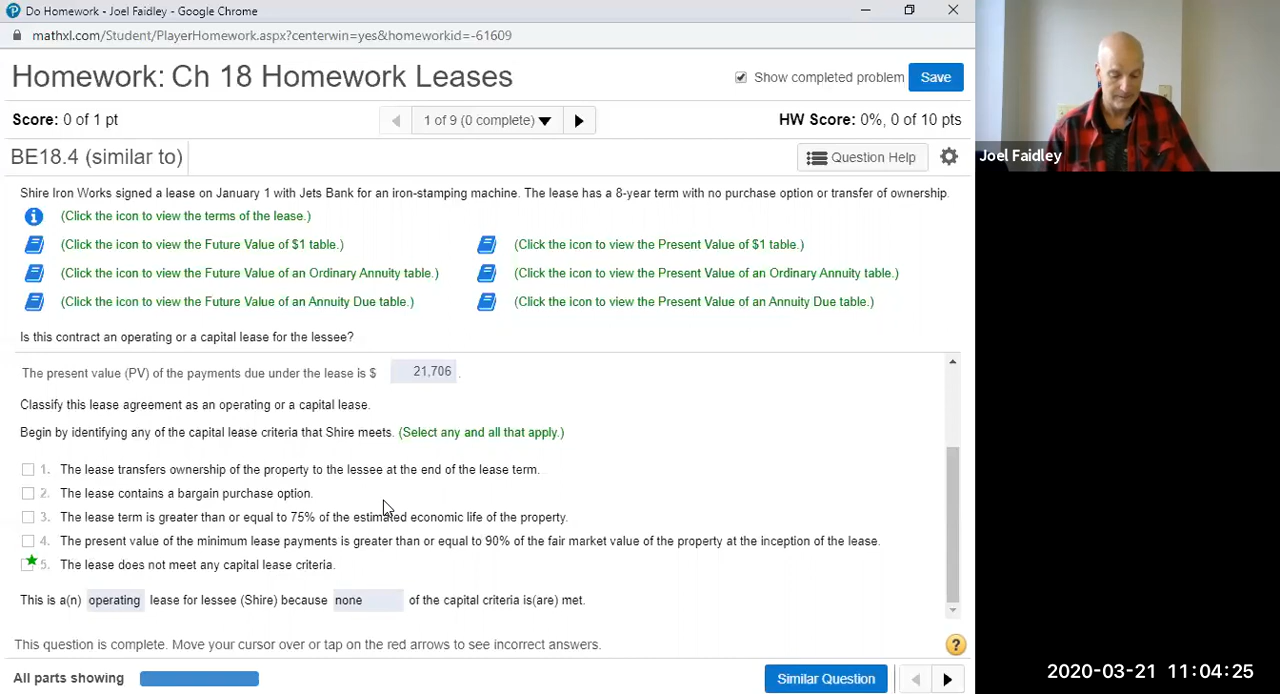 Do Homework - Joel Faidley - Google Chrome
mathxl.com/Student/PlayerHomework.aspx?centerwin=yes&homeworkid=-61609
Homework: Ch 18 Homework Leases
Show completed problem
Save
Score: 0 of 1 pt
1 of 9 (0 complete)
HW Score: 0%, 0 of 10 pts
BE18.4 (similar to)
Question Help
Joel Faidley
Shire Iron Works signed a lease on January 1 with Jets Bank for an iron-stamping machine. The lease has a 8-year term with no purchase option or transfer of ownership.
(Click the icon to view the terms of the lease.)
(Click the icon to view the Future Value of $1 table.)
(Click the icon to view the Present Value of $1 table.)
(Click the icon to view the Future Value of an Ordinary Annuity table.)
(Click the icon to view the Present Value of an Ordinary Annuity table.)
(Click the icon to view the Future Value of an Annuity Due table.)
(Click the icon to view the Present Value of an Annuity Due table.)
Is this contract an operating or a capital lease for the lessee?
The present value (PV) of the payments due under the lease is $ 21,706 .
Classify this lease agreement as an operating or a capital lease.
Begin by identifying any of the capital lease criteria that Shire meets. (Select any and all that apply.)
1. The lease transfers ownership of the property to the lessee at the end of the lease term.
2. The lease contains a bargain purchase option.
3. The lease term is greater than or equal to 75% of the estimated economic life of the property.
4. The present value of the minimum lease payments is greater than or equal to 90% of the fair market value of the property at the inception of the lease.
5. The lease does not meet any capital lease criteria.
This is a(n) operating lease for lessee (Shire) because none of the capital criteria is(are) met.
This question is complete. Move your cursor over or tap on the red arrows to see incorrect answers.
?
All parts showing
Similar Question
2020-03-21 11:04:25